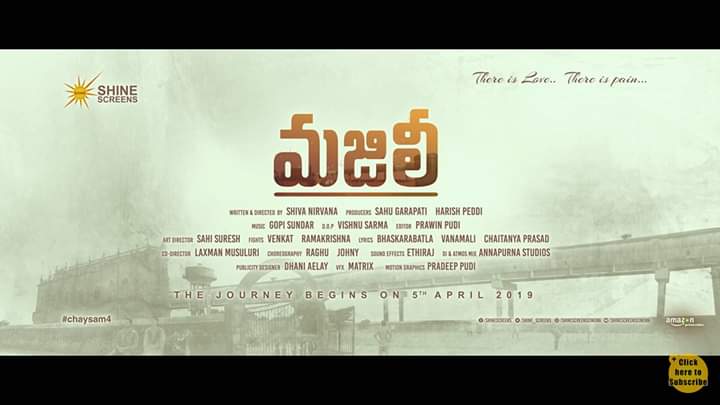 SHINE
SCREENS
There is Love.. There is pain...
మజిలీ
WRITTEN & DIRECTED BY SHIVA NIRVANA PRODUCERS SAHU GARAPATI HARISH PEDDI
MUSIC GOPI SUNDAR D.O.P VISHNU SARMA EDITOR PRAWIN PUDI
ART DIRECTOR SAHI SURESH FIGHTS VENKAT RAMAKRISHNA LYRICS BHASKARABATLA VANAMALI CHAITANYA PRASAD
CO-DIRECTOR LAXMAN MUSULURI CHOREOGRAPHY RAGHU JOHNY SOUND EFFECTS ETHIRAJ DI & ATMOS MIX ANNAPURNA STUDIOS
PUBLICITY DESIGNER DHANI AELAY VFX MATRIX MOTION GRAPHICS PRADEEP PUDI
THE JOURNEY BEGINS ON 5TH APRIL 2019
#chaysam4
amazon
Click
here to
Subscribe